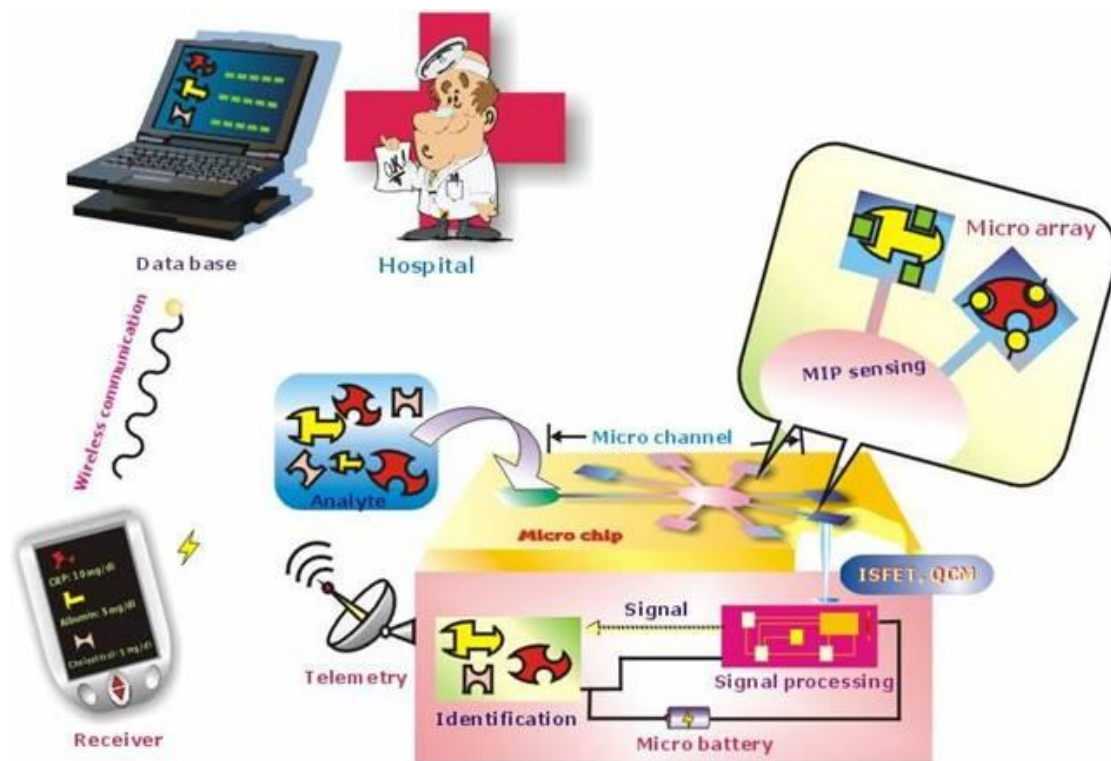 Data base
Hospital
Wireless communication
Micro array
MIP sensing
Micro channel
Analyte
Micro chip
ISFET, QCM
Signal
Signal processing
Identification
Micro battery
Telemetry
CRP: 10 mg/dl
Albumin: 5 mg/dl
Receiver